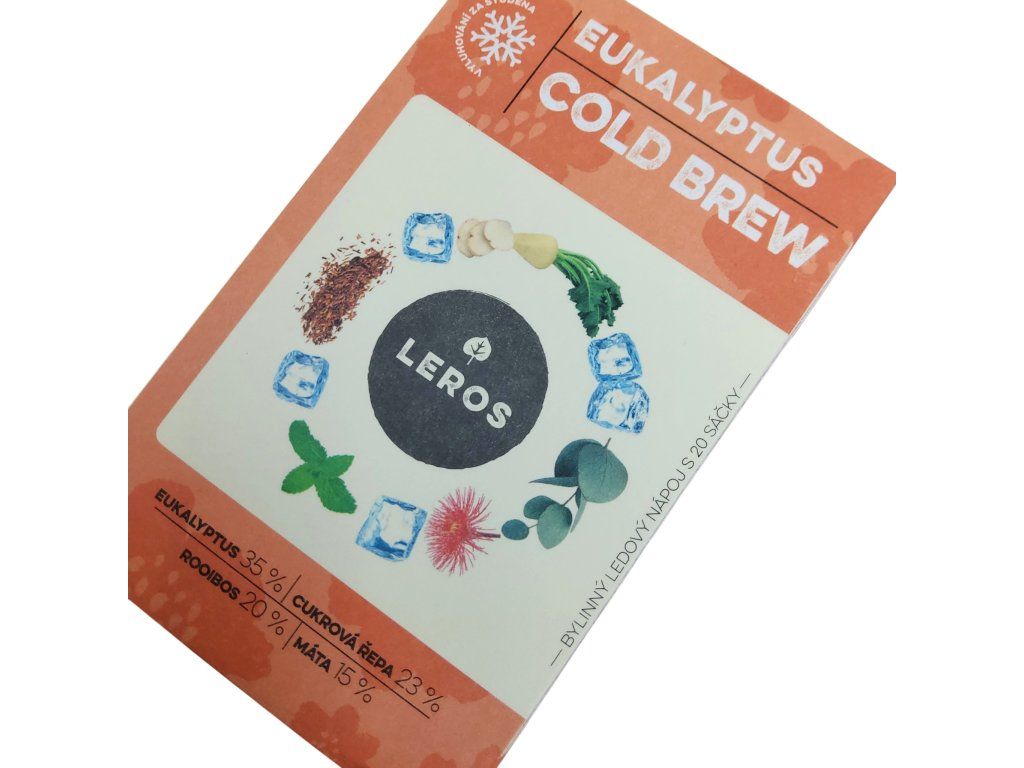 VYLUHOVÁNÍ ZA STUDENA
EUKALYPTUS
COLD BREW
LEROS
— BYLINNÝ LEDOVÝ NÁPOJ S 20 SÁČKY —
EUKALYPTUS 35 % CUKROVÁ ŘEPA 23 %
ROOIBOS 20 % MÁTA 15 %